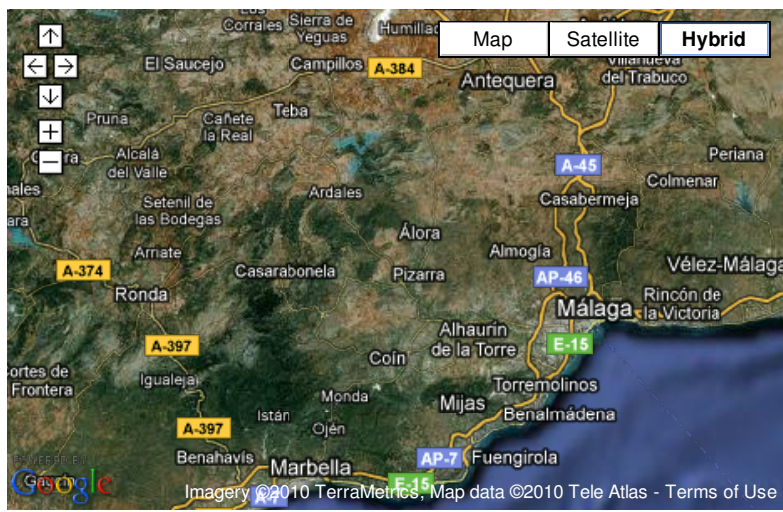 Corrales
Sierra de
Yeguas
Map
Satellite
Hybrid
El Saucejo
Campillos
A-384
Antequera
Villanueva
del Trabuco
Pruna
Cañete
la Real
Teba
Alcalá
del Valle
A-45
Periana
Colmenar
Setenil de
las Bodegas
Ardales
Casabermeja
Álora
Almogía
Arriate
A-374
Casarabonela
Pizarra
AP-46
Vélez-Málaga
Ronda
Málaga
Rincón de
la Victoria
A-397
Alhaurín
de la Torre
E-15
Coín
Cortes de
Frontera
Igualeja
Monda
Torremolinos
Mijas
Benalmádena
Istán
Ojén
A-397
Benahavís
Marbella
AP-7
Fuengirola
E-15
A-7
POWERED BY
Google
Imagery ©2010 TerraMetrics, Map data ©2010 Tele Atlas - Terms of Use